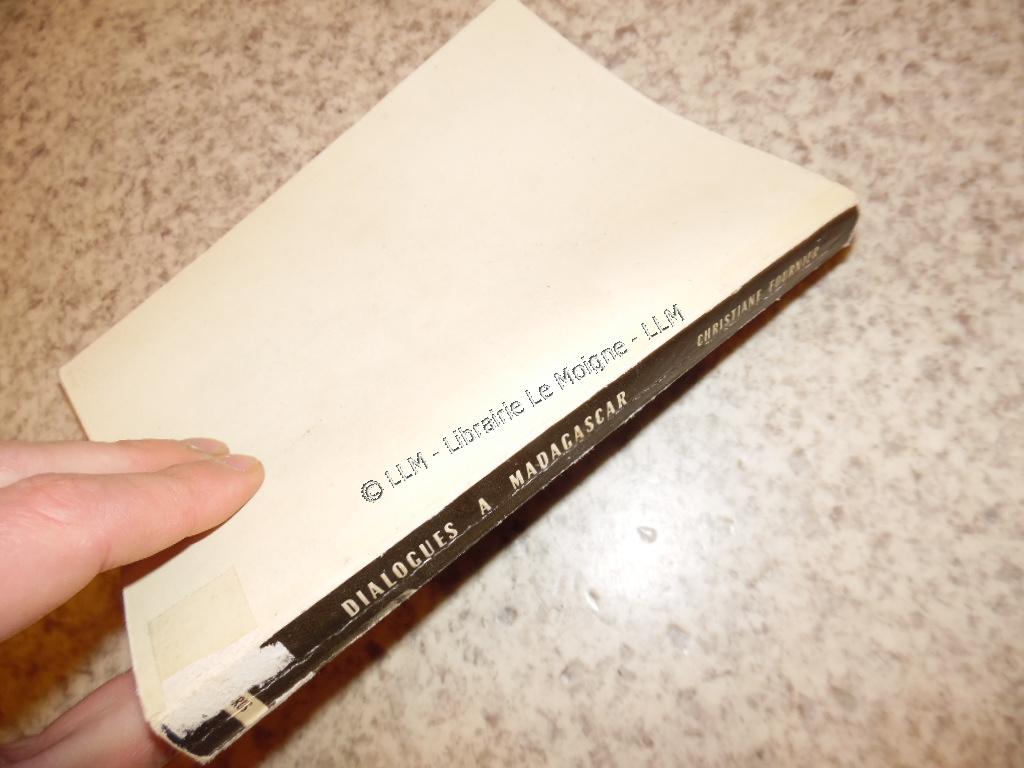 © LLM - Librairie Le Moigne - LLM
DIALOGUES A MADAGASCAR
CHRISTIANE FOURNIER